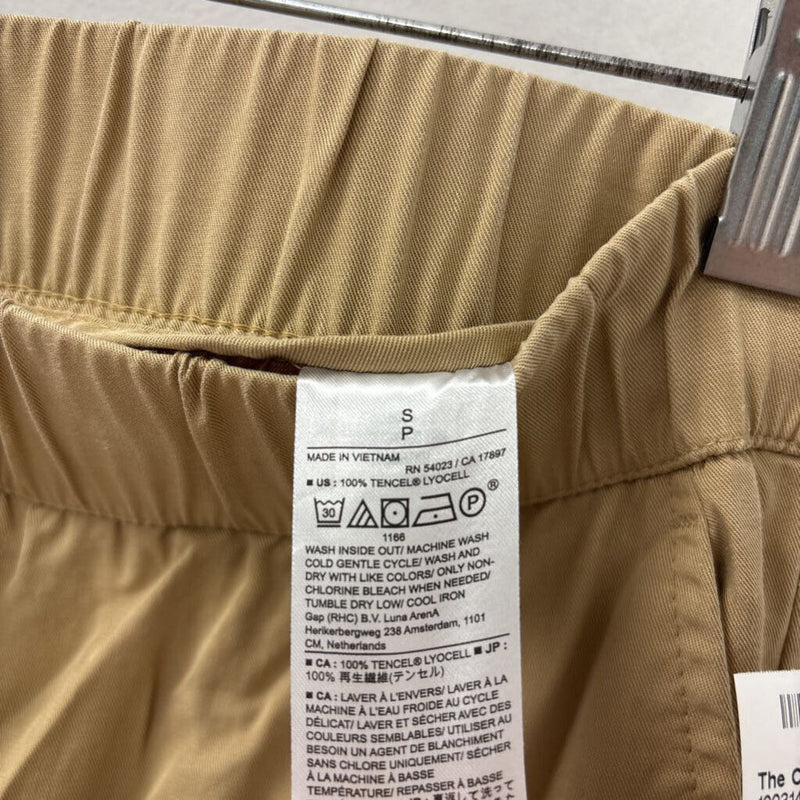 S
P
MADE IN VIETNAM
RN 54023 / CA 17897
■ US : 100% TENCEL® LYOCELL
30 P ®
1166
WASH INSIDE OUT/ MACHINE WASH
COLD GENTLE CYCLE/ WASH AND
DRY WITH LIKE COLORS/ ONLY NON-
CHLORINE BLEACH WHEN NEEDED/
TUMBLE DRY LOW/ COOL IRON
Gap (RHC) B.V. Luna ArenA
Herikerbergweg 238 Amsterdam, 1101
CM, Netherlands
■ CA : 100% TENCEL® LYOCELL ■ JP :
100% 再生繊維(テンセル)
■ CA : LAVER À L'ENVERS/ LAVER À LA
MACHINE À L'EAU FROIDE AU CYCLE
DÉLICAT/ LAVER ET SÉCHER AVEC DES
COULEURS SEMBLABLES/ UTILISER AU
BESOIN UN AGENT DE BLANCHIMENT
SANS CHLORE UNIQUEMENT/ SÉCHER
À LA MACHINE À BASSE
TEMPÉRATURE/ REPASSER À BASSE
The C